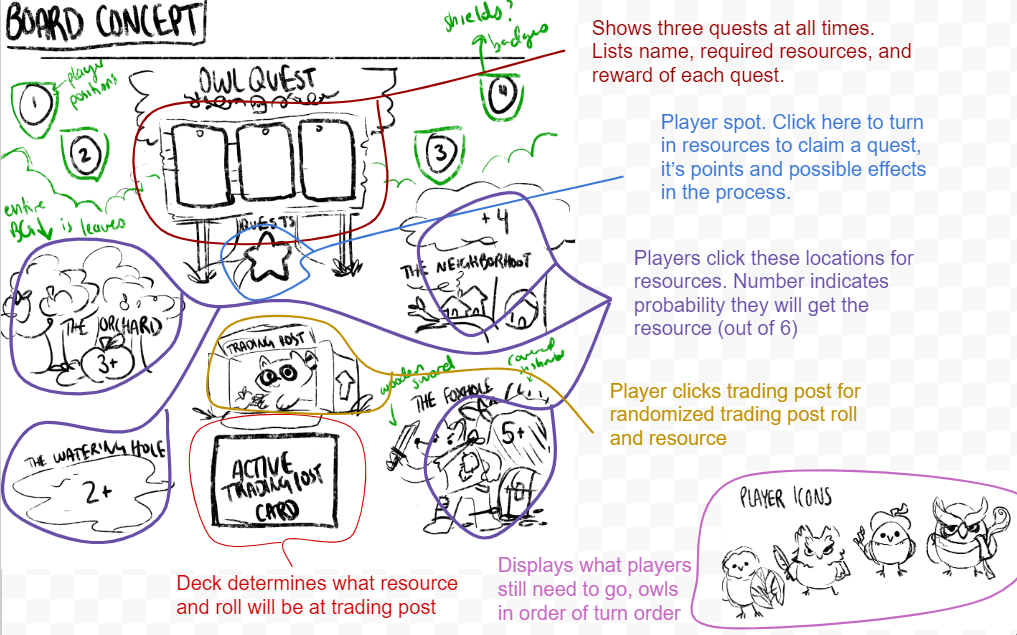 BOARD CONCEPT
shields?
badges
Shows three quests at all times.
Lists name, required resources, and
reward of each quest.
player
positions
1
2
OWL QUEST
4
3
Player spot. Click here to turn
in resources to claim a quest,
it's points and possible effects
in the process.
entire
BG is leaves
QUESTS
+4
THE NEIGHBORHOOT
Players click these locations for
resources. Number indicates
probability they will get the
resource (out of 6)
THE ORCHARD
3+
TRADING POST
wooden
sword
covered
THE FOXHOLE
5+
Player clicks trading post for
randomized trading post roll
and resource
THE WATERING HOLE
2+
ACTIVE
TRADING POST
CARD
PLAYER ICONS
Displays what players
still need to go, owls
in order of turn order
Deck determines what resource
and roll will be at trading post